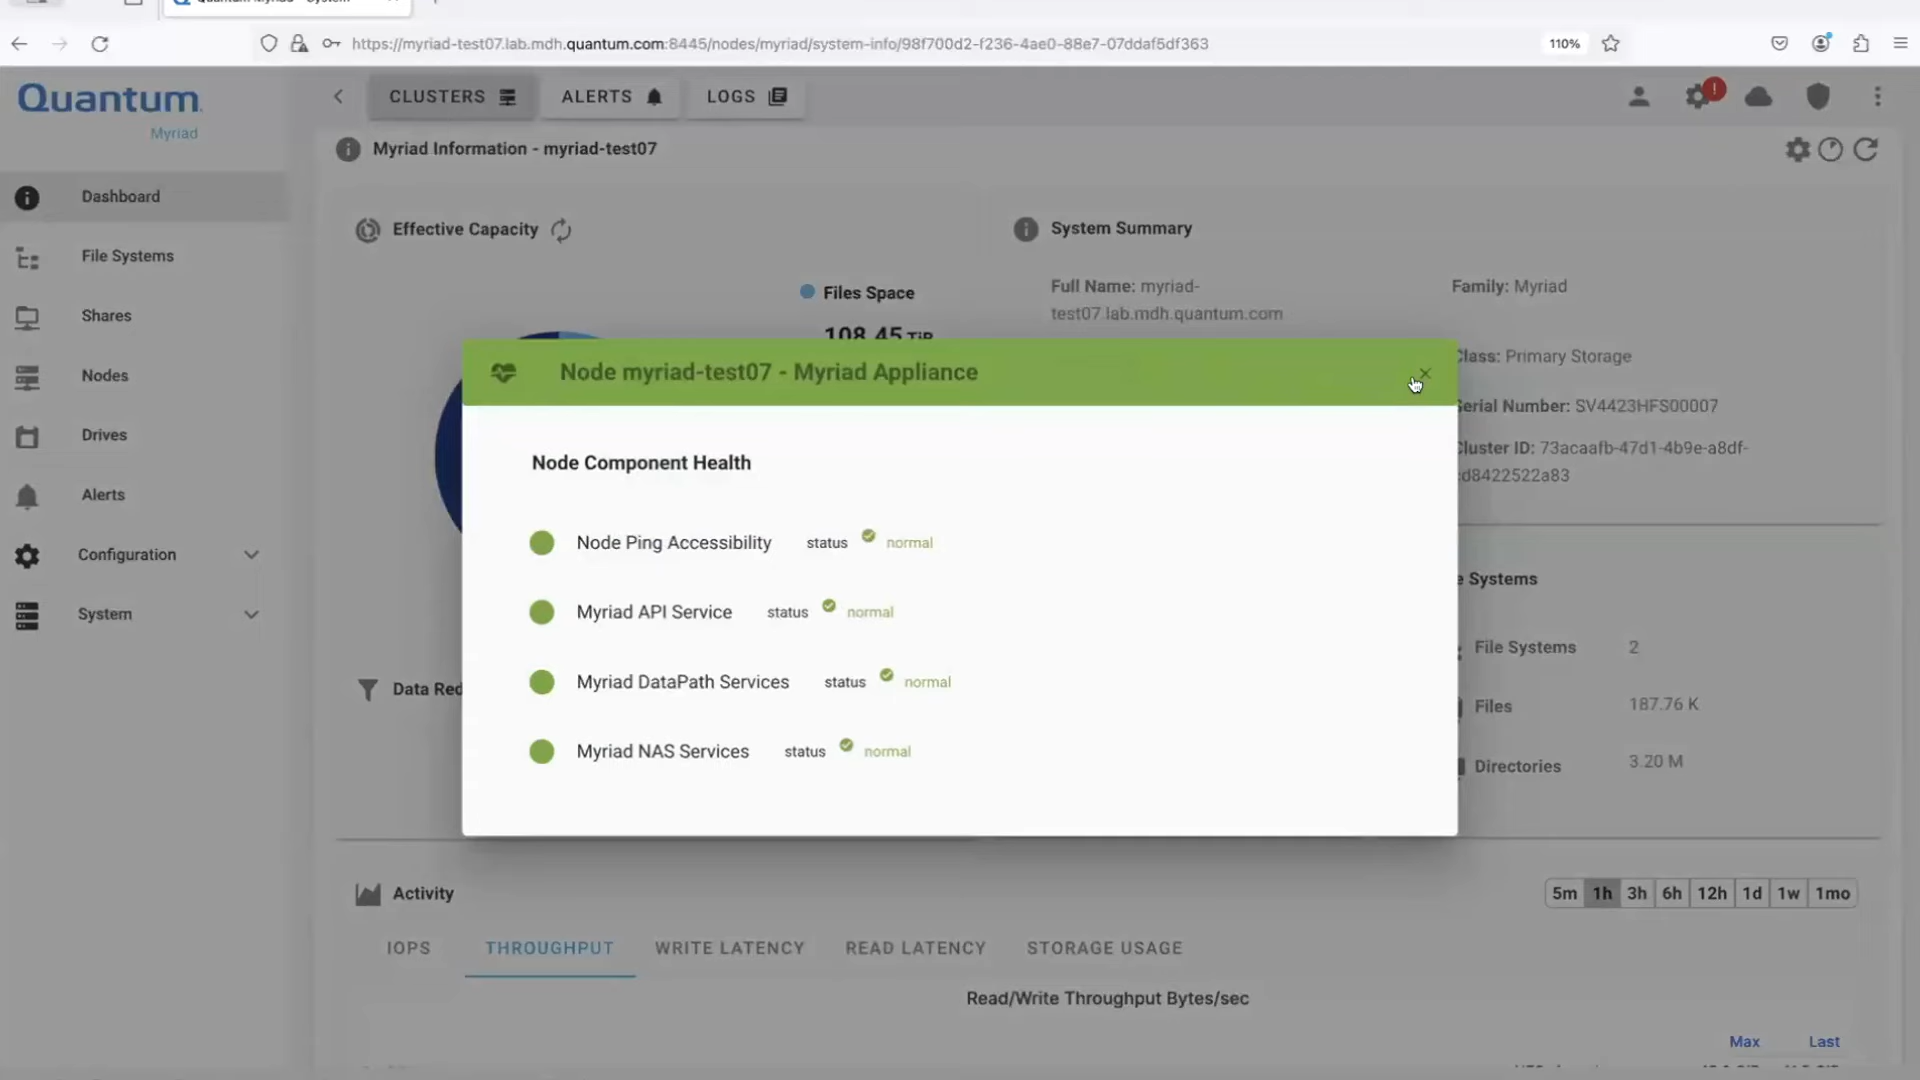 https://myriad-test07.lab.mdh.quantum.com:8445/nodes/myriad/system-info/98f700d2-f236-4ae0-88e7-07ddaf5df363
110%
Quantum
Myriad
CLUSTERS
ALERTS
LOGS
Myriad Information - myriad-test07
Dashboard
File Systems
Shares
Nodes
Drives
Alerts
Configuration
System
Effective Capacity
Files Space
108.45 TiB
System Summary
Full Name: myriad-
test07.lab.mdh.quantum.com
Family: Myriad
Class: Primary Storage
Serial Number: SV4423HFS00007
Cluster ID: 73acaafb-47d1-4b9e-a8df-
cd8422522a83
Node myriad-test07 - Myriad Appliance
Node Component Health
Node Ping Accessibility status normal
Myriad API Service status normal
Myriad DataPath Services status normal
Myriad NAS Services status normal
Data Red
e Systems
File Systems 2
Files 187.76 K
Directories 3.20 M
Activity
5m 1h 3h 6h 12h 1d 1w 1mo
IOPS THROUGHPUT WRITE LATENCY READ LATENCY STORAGE USAGE
Read/Write Throughput Bytes/sec
Max Last